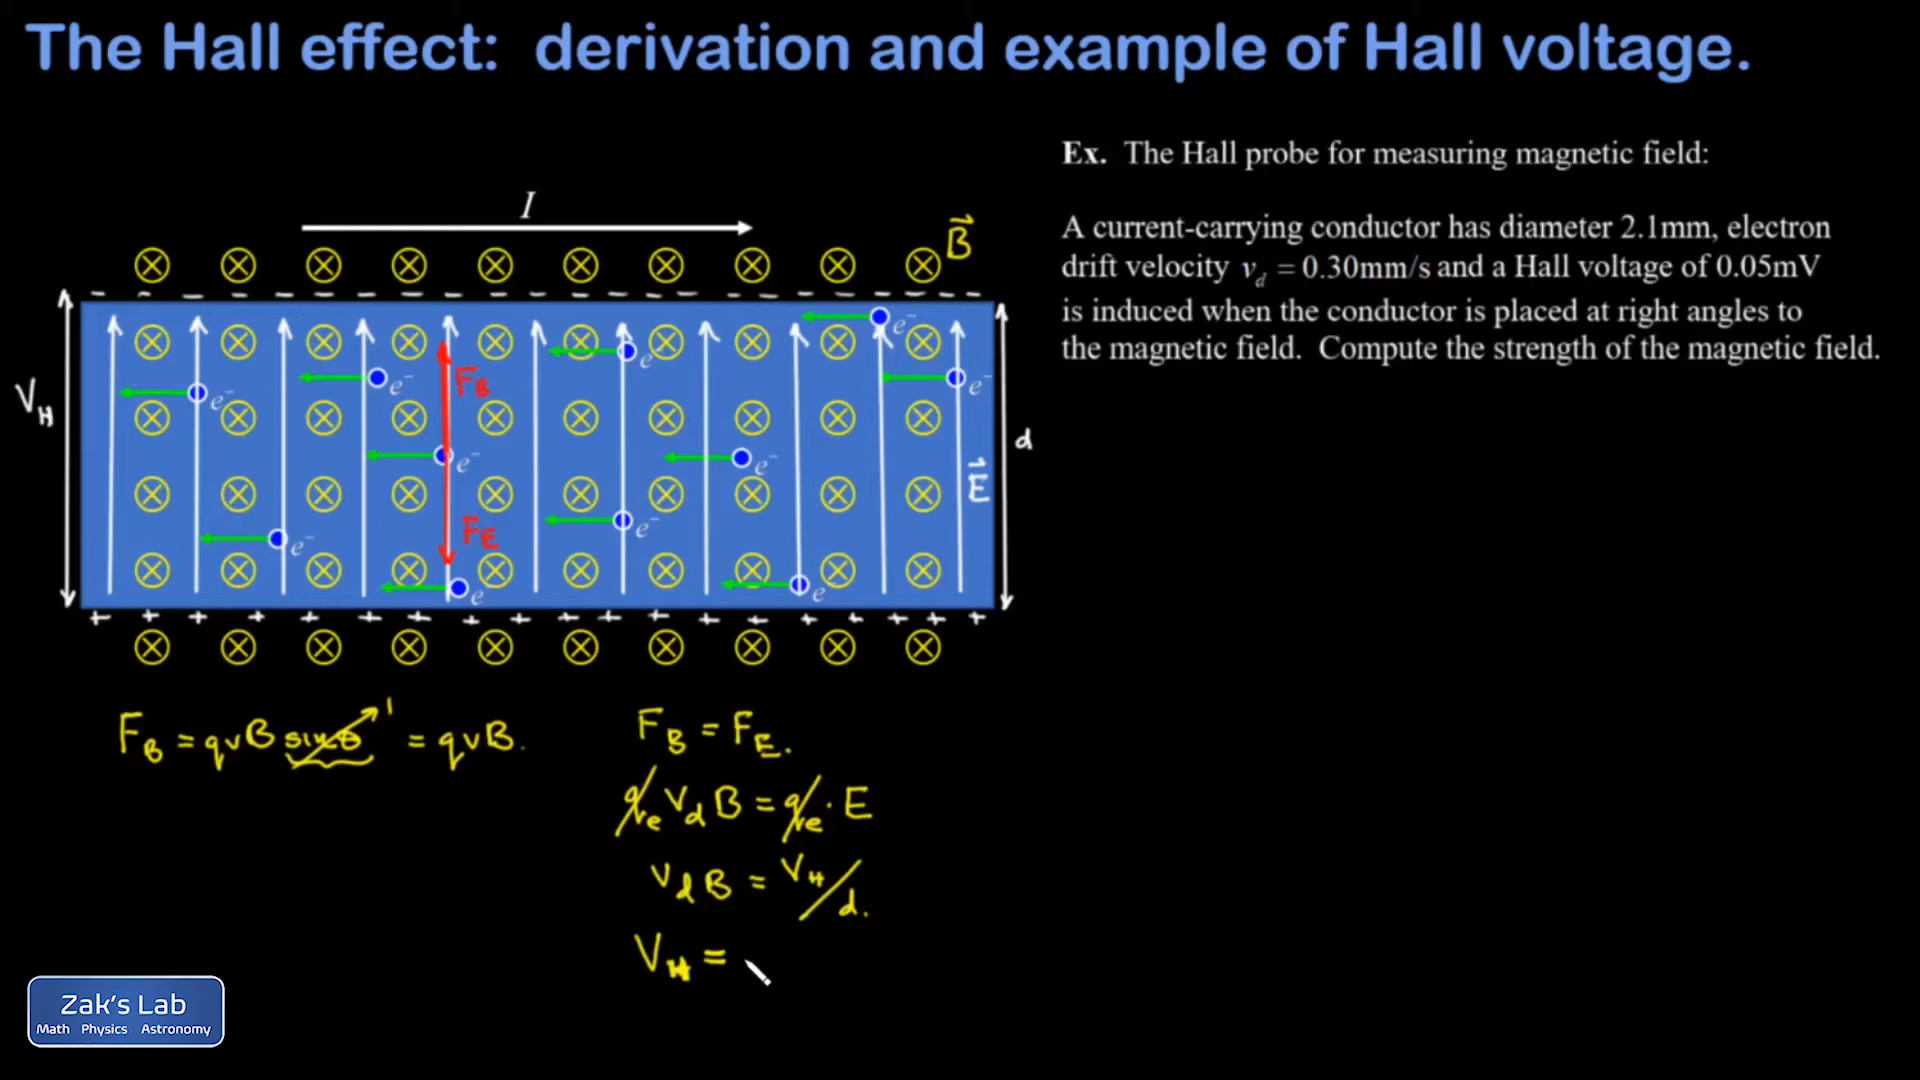 The Hall effect: derivation and example of Hall voltage.
Ex. The Hall probe for measuring magnetic field:
A current-carrying conductor has diameter 2.1mm, electron
drift velocity v_d = 0.30mm/s and a Hall voltage of 0.05mV
is induced when the conductor is placed at right angles to
the magnetic field. Compute the strength of the magnetic field.
I
B⃗
V_H
e⁻
e⁻
e⁻
e⁻
e⁻
F_B
e⁻
e⁻
d
E⃗
F_E
e⁻
e⁻
e
e
F_B = qvB sinθ 1 = qvB.
F_B = F_E.
q_e v_d B = q_e · E
v_d B = V_H/d.
V_H =
Zak's Lab
Math Physics Astronomy